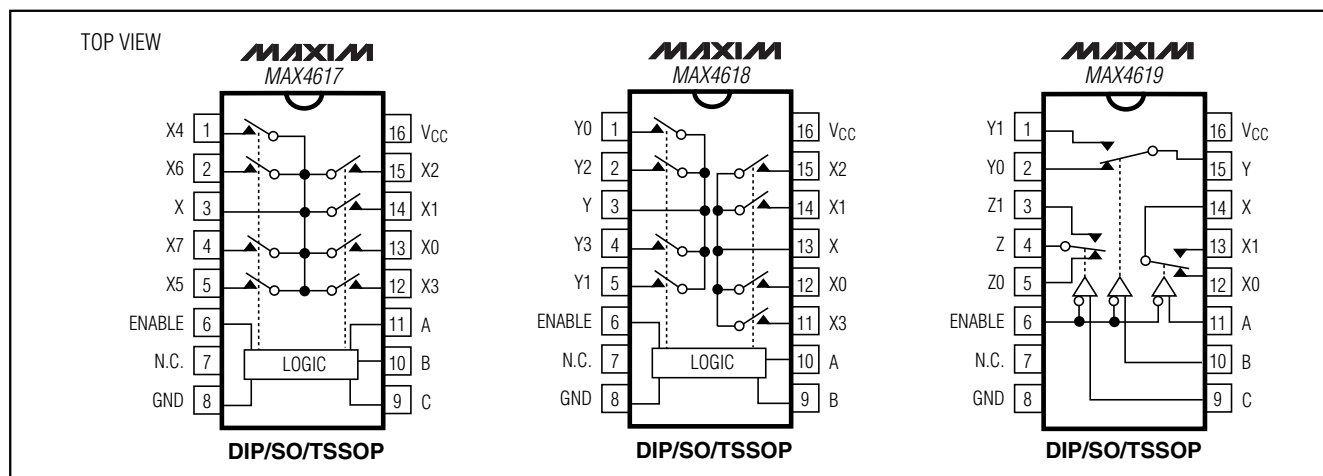 TOP VIEW
MAXIM
MAX4617
X4 1 16 VCC
X6 2 15 X2
X 3 14 X1
X7 4 13 X0
X5 5 12 X3
ENABLE 6 11 A
N.C. 7 LOGIC 10 B
GND 8 9 C
DIP/SO/TSSOP
MAXIM
MAX4618
Y0 1 16 VCC
Y2 2 15 X2
Y 3 14 X1
Y3 4 13 X
Y1 5 12 X0
ENABLE 6 11 X3
N.C. 7 LOGIC 10 A
GND 8 9 B
DIP/SO/TSSOP
MAXIM
MAX4619
Y1 1 16 VCC
Y0 2 15 Y
Z1 3 14 X
Z 4 13 X1
Z0 5 12 X0
ENABLE 6 11 A
N.C. 7 10 B
GND 8 9 C
DIP/SO/TSSOP